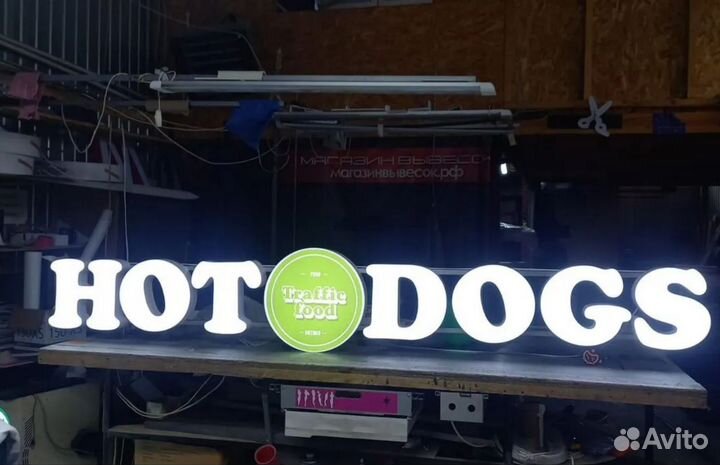 МАГАЗИН ВЫВЕСОК
магазинвывесок.рф
HOT DOGS
Traffic
food
Avito